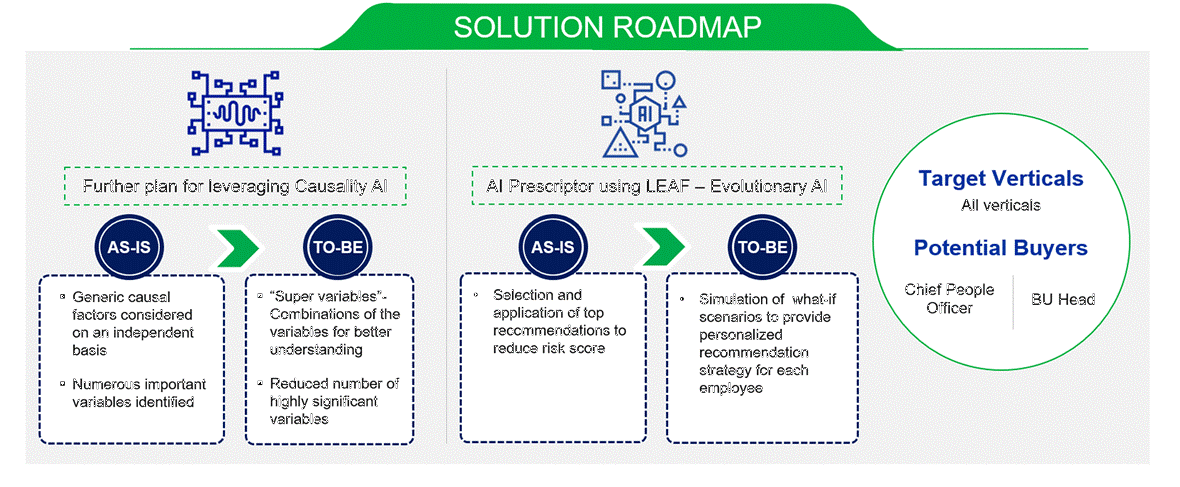 SOLUTION ROADMAP
AI
Further plan for leveraging Causality AI
AS-IS
TO-BE
Generic causal
factors considered
on an independent
basis
Numerous important
variables identified
“Super variables”-
Combinations of the
variables for better
understanding
Reduced number of
highly significant
variables
AI Prescriptor using LEAF – Evolutionary AI
AS-IS
TO-BE
Selection and
application of top
recommendations to
reduce risk score
Simulation of what-if
scenarios to provide
personalized
recommendation
strategy for each
employee
Target Verticals
All verticals
Potential Buyers
Chief People
Officer
BU Head